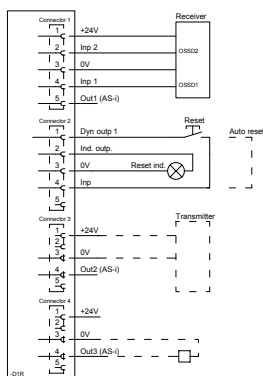 Connector 1
Receiver
1 +24V
2 Inp 2
OSSD2
3 0V
4 Inp 1
OSSD1
5 Out1 (AS-i)
Connector 2
Reset
1 Dyn outp 1
Auto reset
2 Ind. outp.
3 0V
Reset ind.
4 Inp
5
Connector 3
Transmitter
1 +24V
2
3 0V
4 Out2 (AS-i)
5
Connector 4
1 +24V
2
3 0V
4 Out3 (AS-i)
5
-D1R